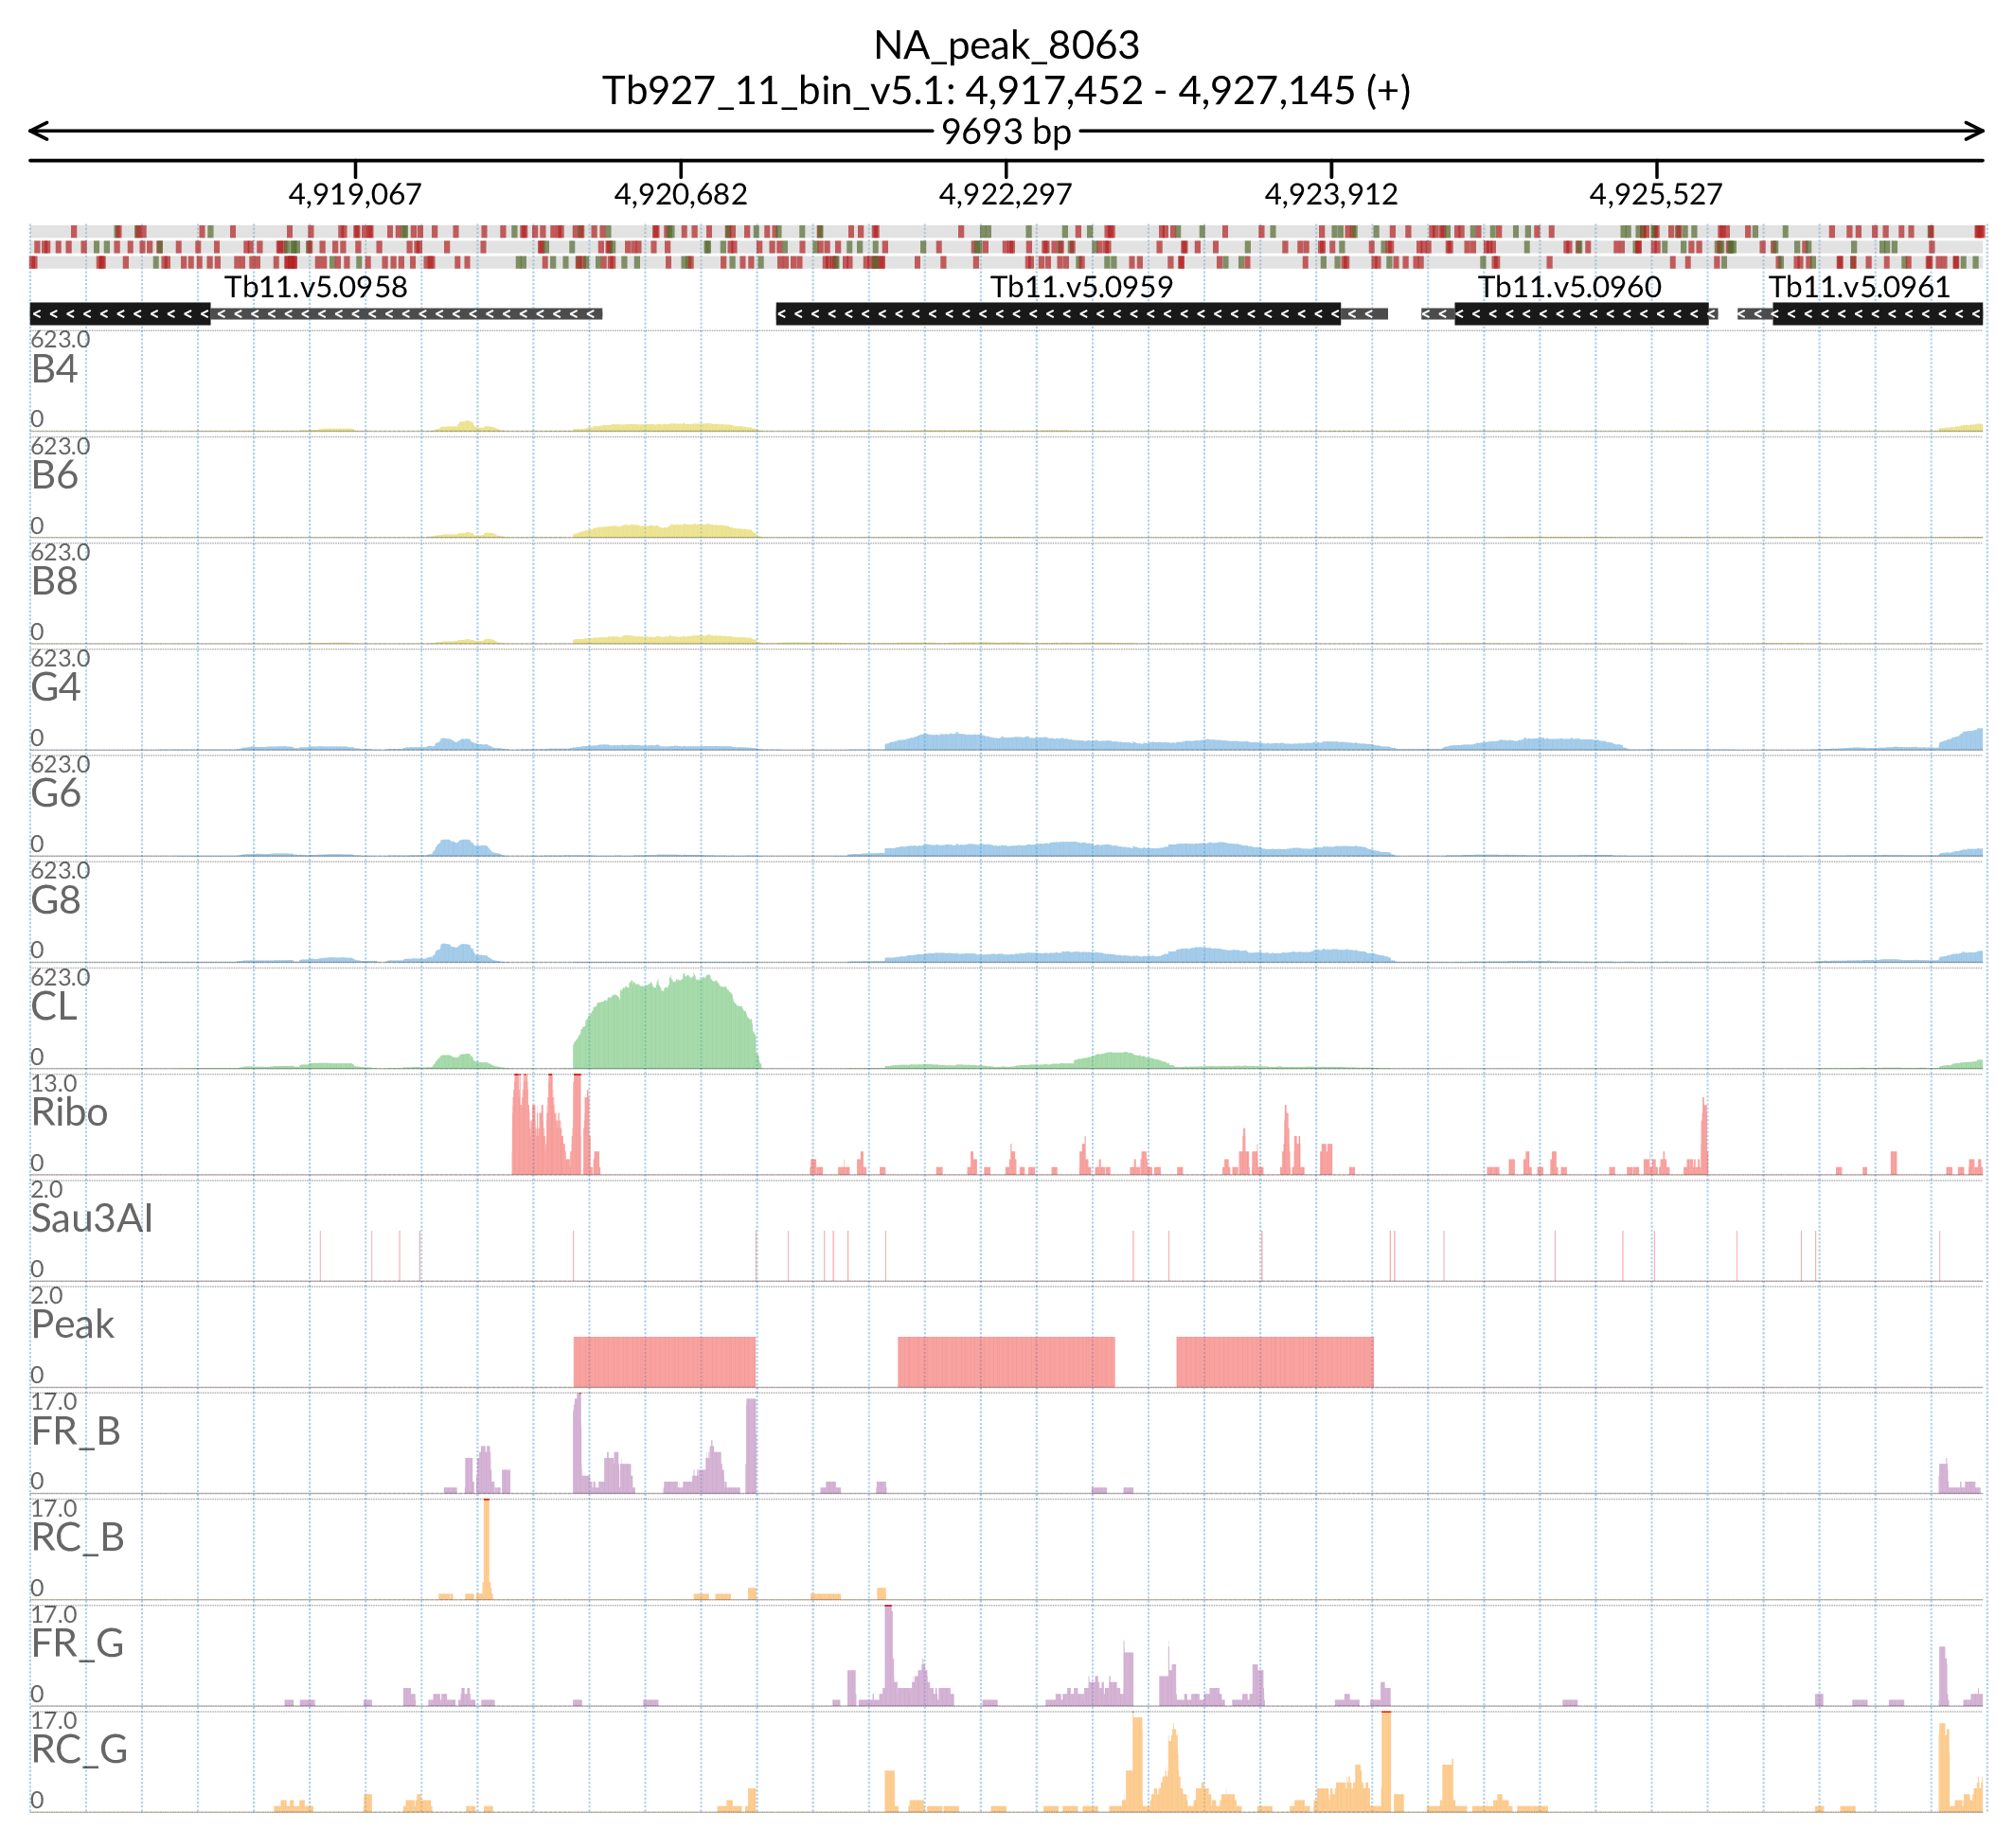 NA_peak_8063
Tb927_11_bin_v5.1: 4,917,452 - 4,927,145 (+)
9693 bp
4,919,067 4,920,682 4,922,297 4,923,912 4,925,527
Tb11.v5.0958 Tb11.v5.0959 Tb11.v5.0960 Tb11.v5.0961
623.0
B4
0
623.0
B6
0
623.0
B8
0
623.0
G4
0
623.0
G6
0
623.0
G8
0
623.0
CL
0
13.0
Ribo
0
2.0
Sau3AI
0
2.0
Peak
0
17.0
FR_B
0
17.0
RC_B
0
17.0
FR_G
0
17.0
RC_G
0